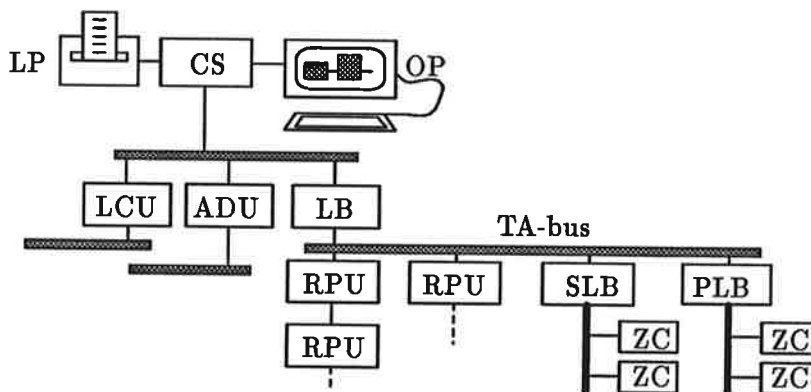 LP
CS
OP
LCU
ADU
LB
TA-bus
RPU
RPU
SLB
PLB
RPU
ZC
ZC
ZC
ZC